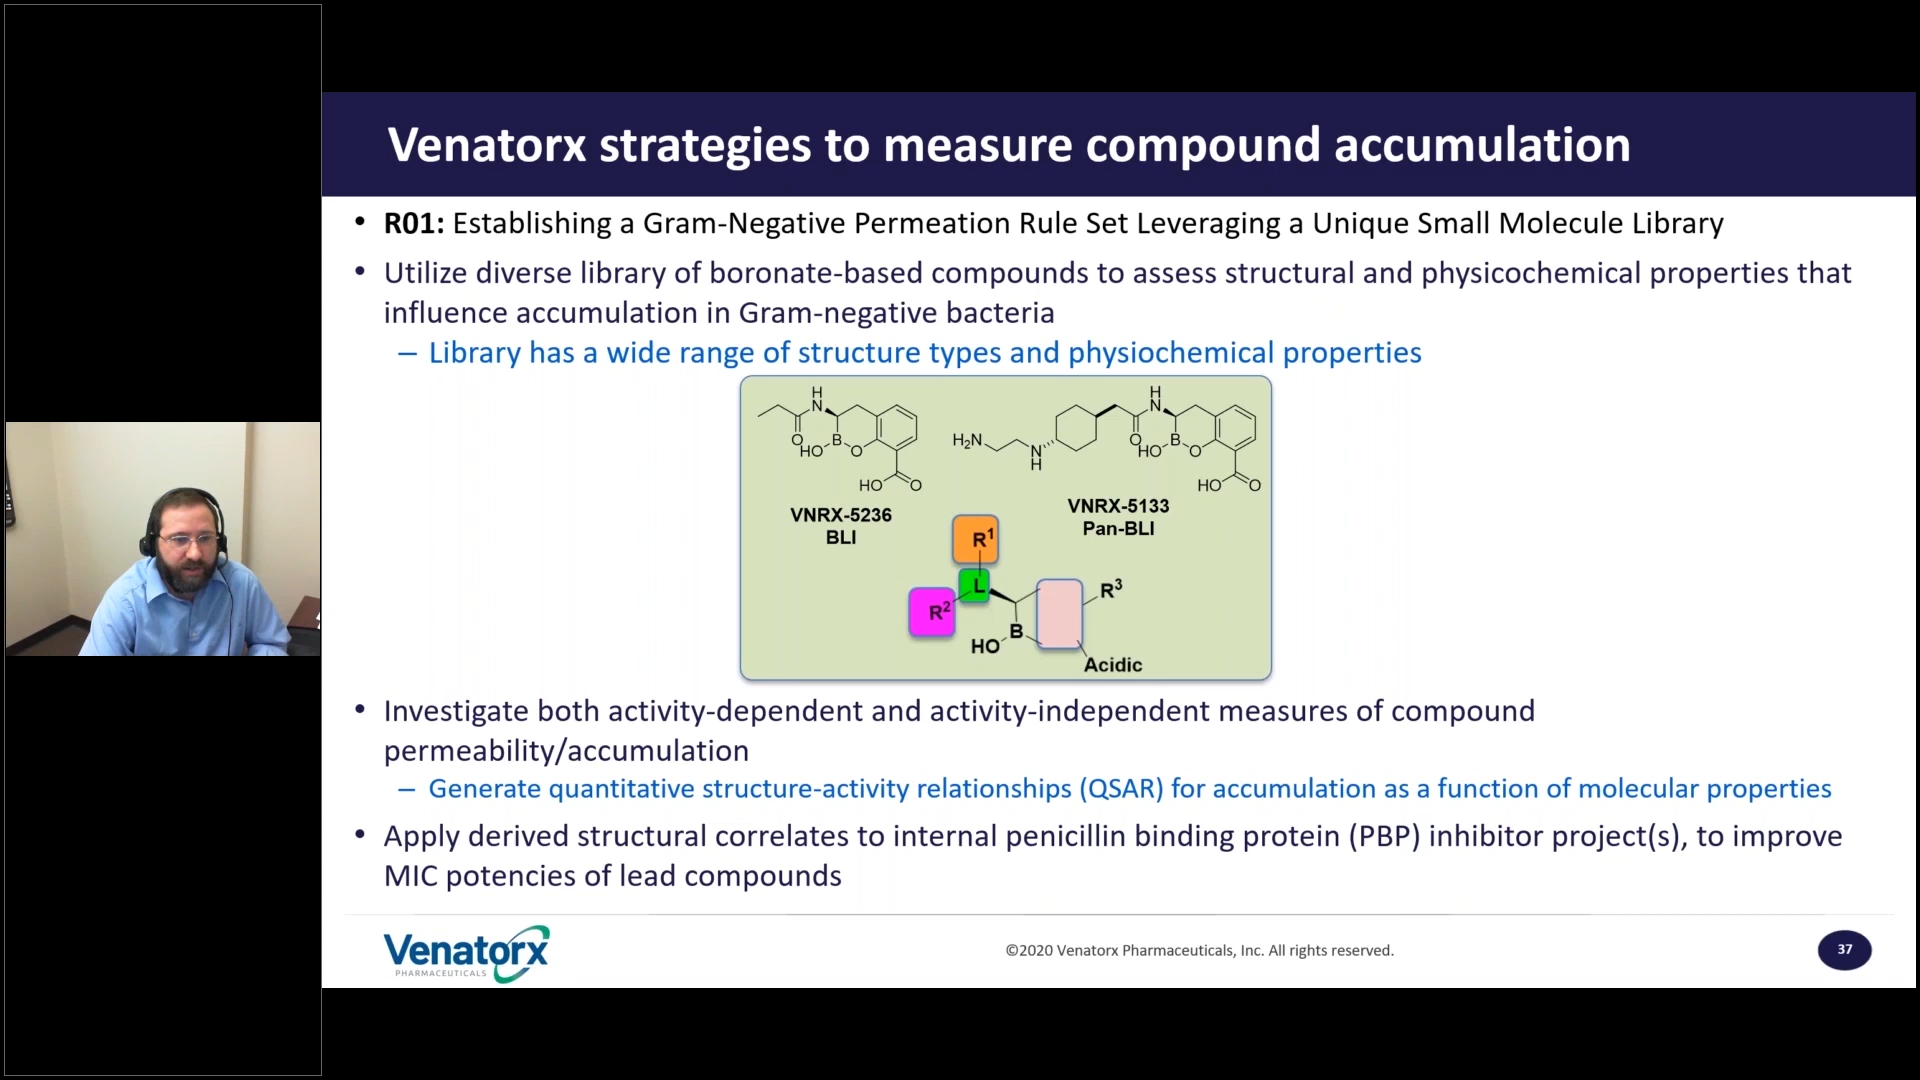 Venatorx strategies to measure compound accumulation
• R01: Establishing a Gram-Negative Permeation Rule Set Leveraging a Unique Small Molecule Library
• Utilize diverse library of boronate-based compounds to assess structural and physicochemical properties that
influence accumulation in Gram-negative bacteria
– Library has a wide range of structure types and physiochemical properties
H
N
O
HO
B
O
HO
O
VNRX-5236
BLI
H₂N
N
H
H
N
O
HO
B
O
HO
O
VNRX-5133
Pan-BLI
R¹
L
R²
R³
B
HO
Acidic
• Investigate both activity-dependent and activity-independent measures of compound
permeability/accumulation
– Generate quantitative structure-activity relationships (QSAR) for accumulation as a function of molecular properties
• Apply derived structural correlates to internal penicillin binding protein (PBP) inhibitor project(s), to improve
MIC potencies of lead compounds
Venatorx
PHARMACEUTICALS
©2020 Venatorx Pharmaceuticals, Inc. All rights reserved.
37